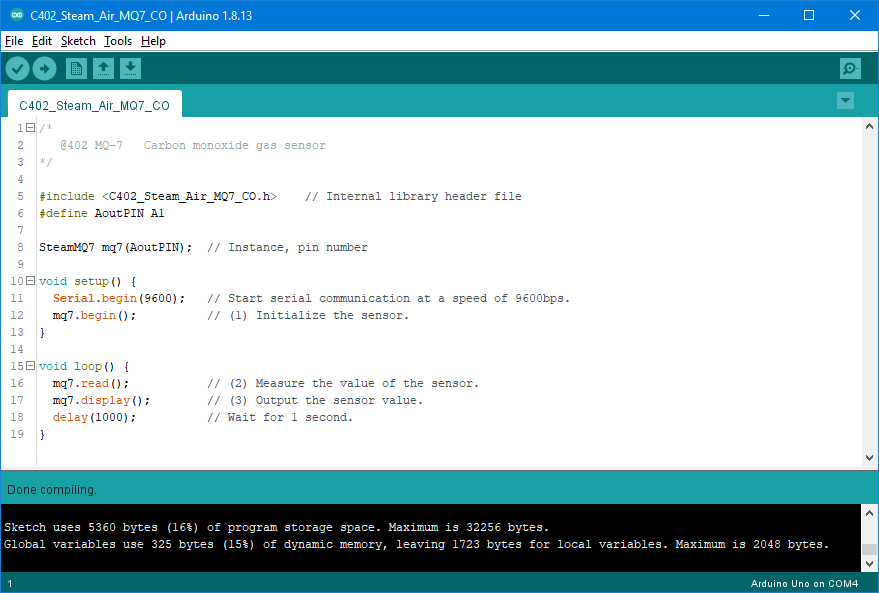 C402_Steam_Air_MQ7_CO | Arduino 1.8.13
File Edit Sketch Tools Help
C402_Steam_Air_MQ7_CO
1 /*
2    @402 MQ-7   Carbon monoxide gas sensor
3 */
4
5 #include <C402_Steam_Air_MQ7_CO.h>    // Internal library header file
6 #define AoutPIN A1
7
8 SteamMQ7 mq7(AoutPIN);  // Instance, pin number
9
10 void setup() {
11   Serial.begin(9600);   // Start serial communication at a speed of 9600bps.
12   mq7.begin();          // (1) Initialize the sensor.
13 }
14
15 void loop() {
16   mq7.read();           // (2) Measure the value of the sensor.
17   mq7.display();        // (3) Output the sensor value.
18   delay(1000);          // Wait for 1 second.
19 }
Done compiling.
Sketch uses 5360 bytes (16%) of program storage space. Maximum is 32256 bytes.
Global variables use 325 bytes (15%) of dynamic memory, leaving 1723 bytes for local variables. Maximum is 2048 bytes.
1 Arduino Uno on COM4